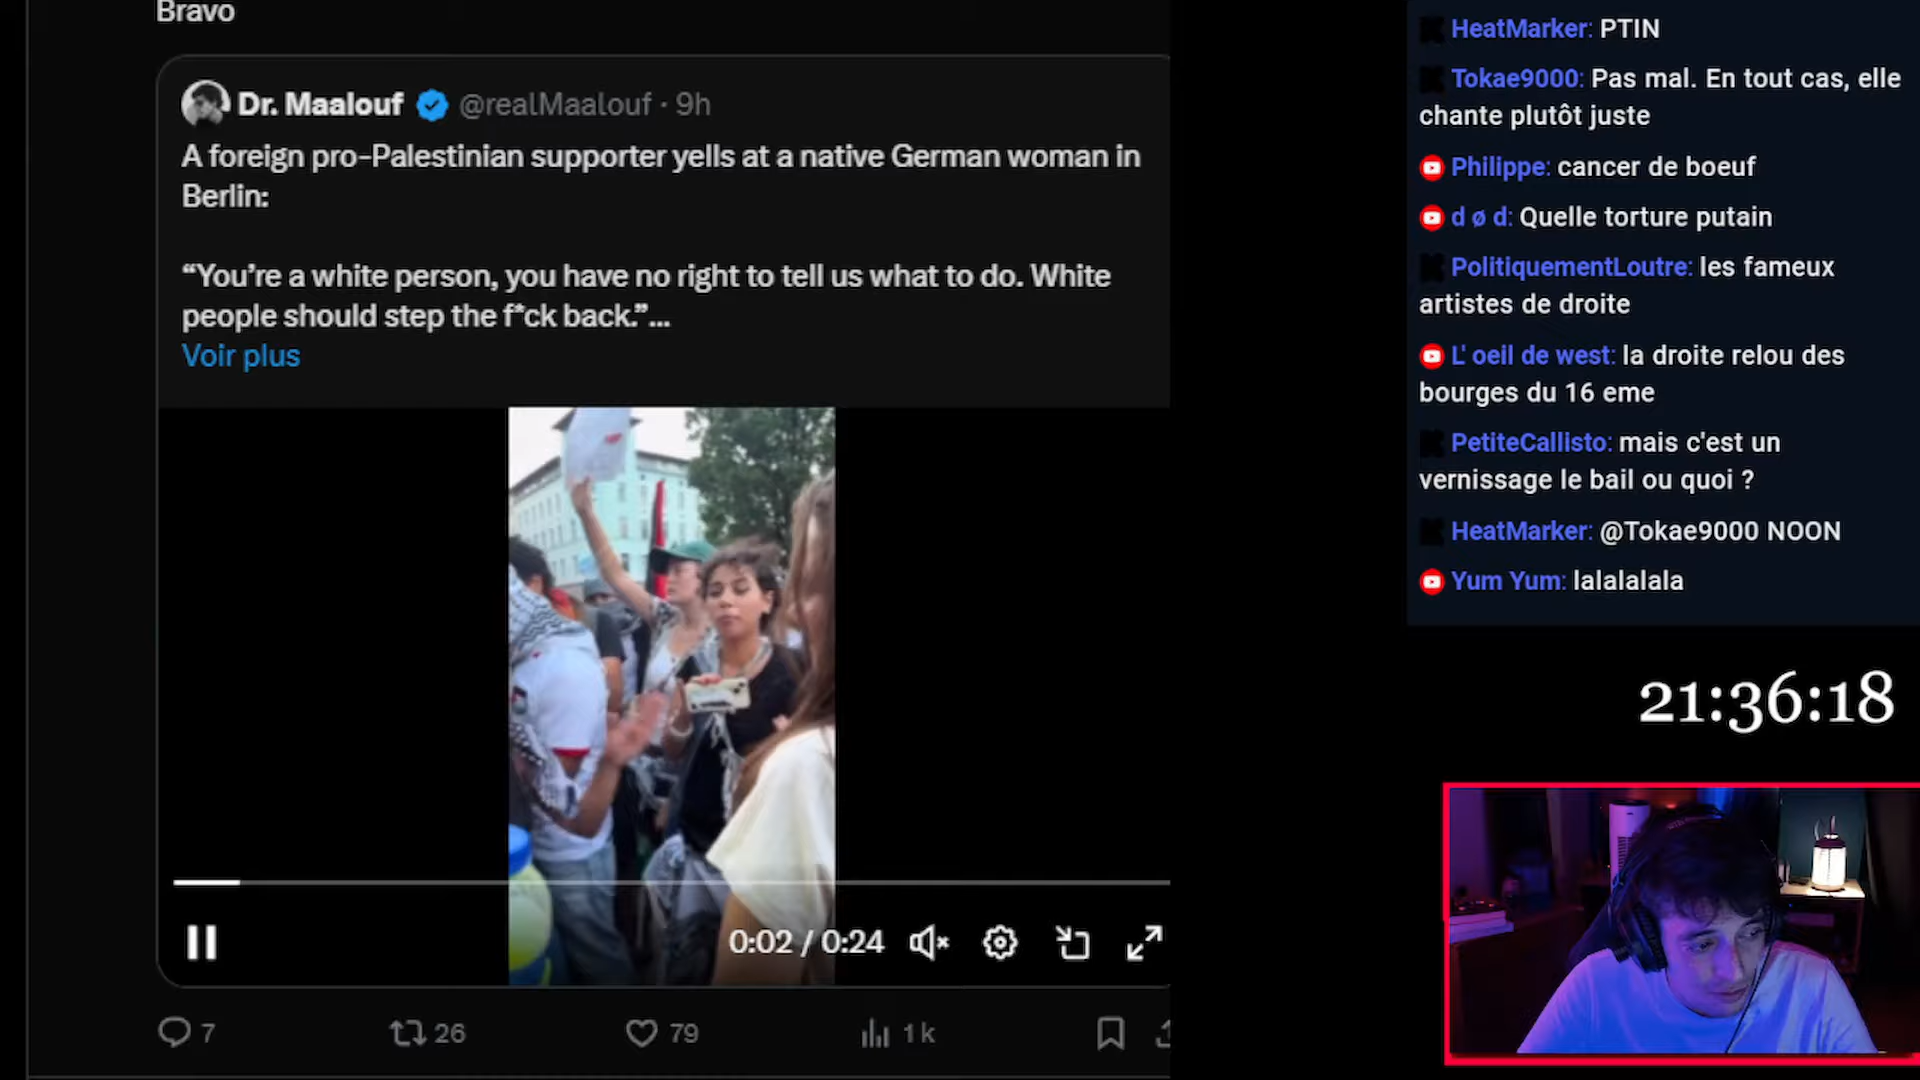 Bravo
Dr. Maalouf @realMaalouf · 9h
A foreign pro-Palestinian supporter yells at a native German woman in
Berlin:
“You’re a white person, you have no right to tell us what to do. White
people should step the f*ck back.”...
Voir plus
0:02 / 0:24
7
26
79
1 k
HeatMarker: PTIN
Tokae9000: Pas mal. En tout cas, elle
chante plutôt juste
Philippe: cancer de boeuf
d ø d: Quelle torture putain
PolitiquementLoutre: les fameux
artistes de droite
L' oeil de west: la droite relou des
bourges du 16 eme
PetiteCallisto: mais c'est un
vernissage le bail ou quoi ?
HeatMarker: @Tokae9000 NOON
Yum Yum: lalalalala
21:36:18